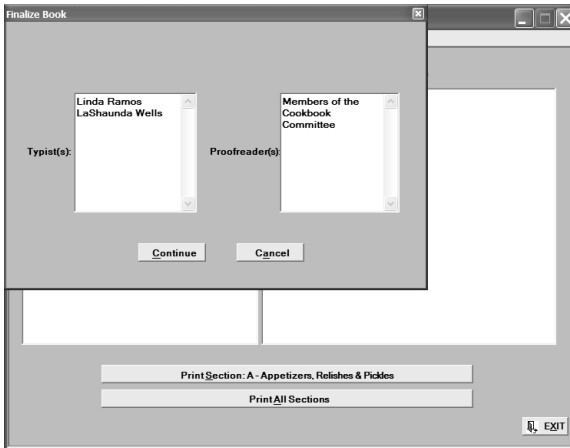 Finalize Book
Linda Ramos
LaShaunda Wells
Typist(s):
Members of the
Cookbook
Committee
Proofreader(s):
Continue
Cancel
Print Section: A - Appetizers, Relishes & Pickles
Print All Sections
EXIT